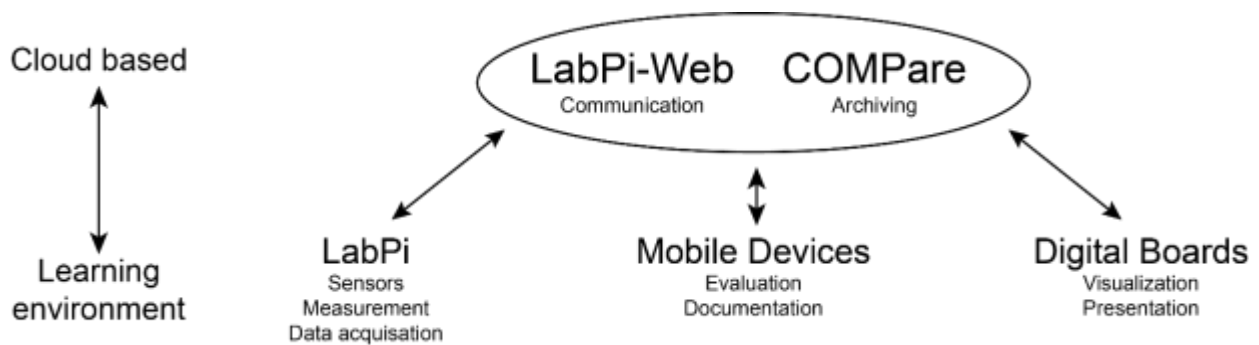 Cloud based
LabPi-Web COMPare
Communication Archiving
Learning
environment
LabPi
Sensors
Measurement
Data acquisation
Mobile Devices
Evaluation
Documentation
Digital Boards
Visualization
Presentation